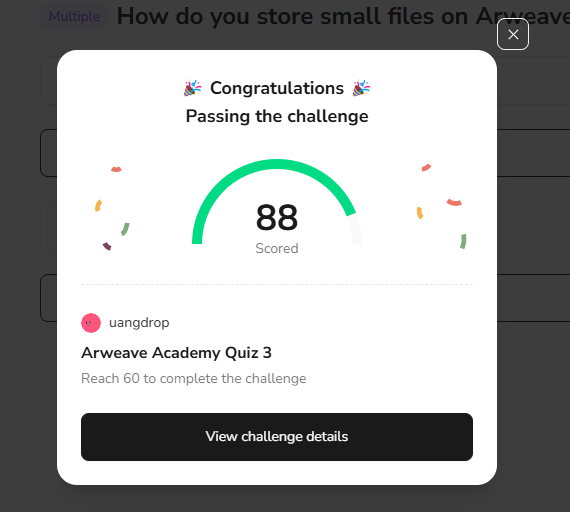 Multiple How do you store small files on Arweave
🎉 Congratulations 🎉
Passing the challenge
88
Scored
uangdrop
Arweave Academy Quiz 3
Reach 60 to complete the challenge
View challenge details